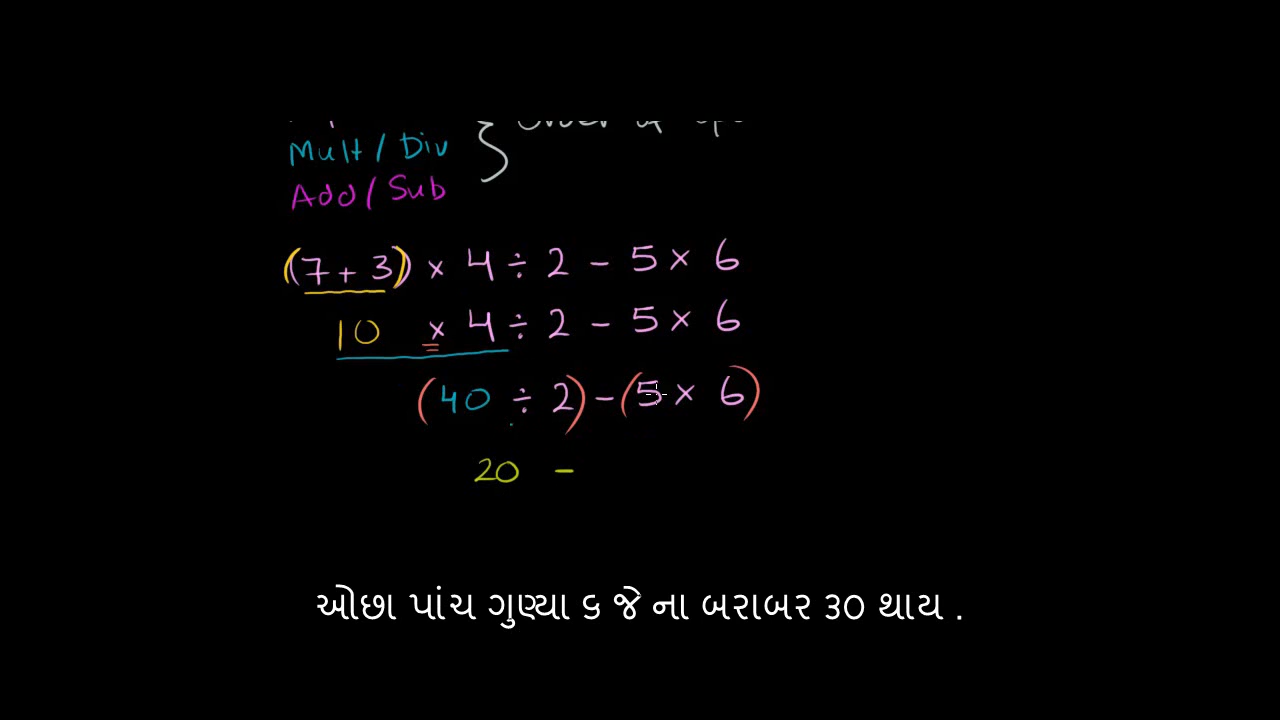 Mult / Div
Add / Sub
(7 + 3) × 4 ÷ 2 - 5 × 6
10 × 4 ÷ 2 - 5 × 6
(40 ÷ 2) - (5 × 6)
20 -
ઓછા પાંચ ગુણ્યા ૬ જે ના બરાબર ૩૦ થાય .